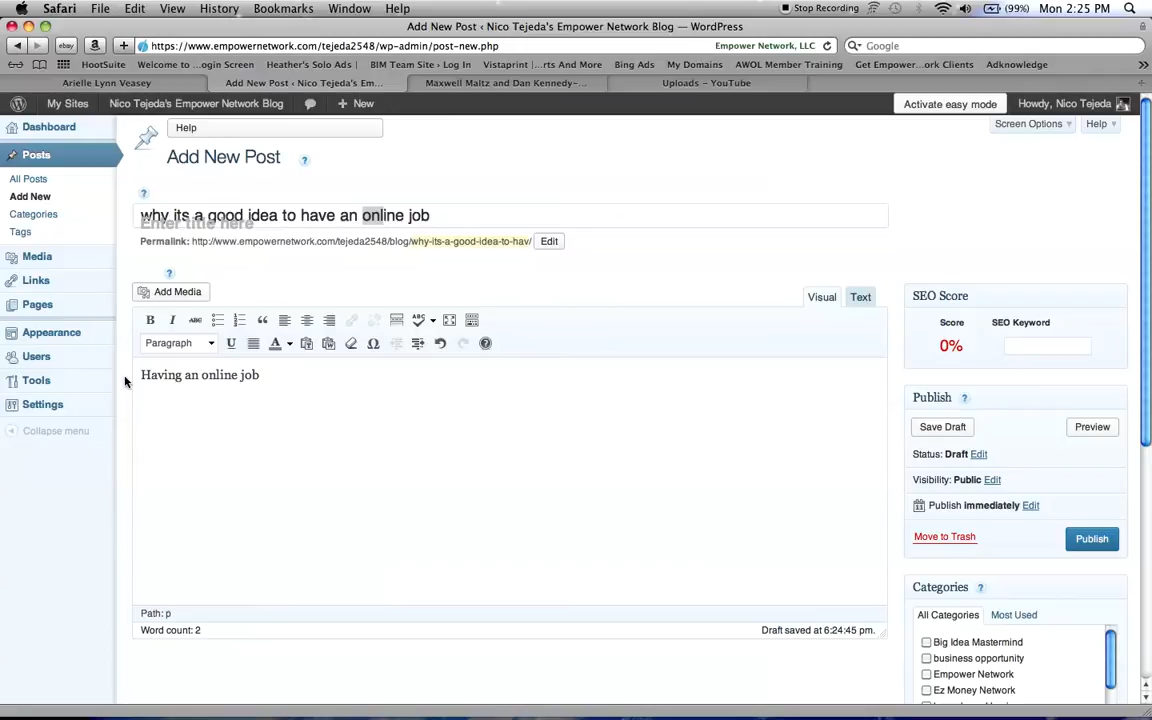 Safari File Edit View History Bookmarks Window Help Stop Recording (99%) Mon 2:25 PM
Add New Post ‹ Nico Tejeda's Empower Network Blog — WordPress
ebay a https://www.empowernetwork.com/tejeda2548/wp-admin/post-new.php Empower Network, LLC Google
HootSuite Welcome to ...ogin Screen Heather's Solo Ads BIM Team Site › Log In Vistaprint |...rts And More Bing Ads My Domains AWOL Member Training Get Empower...ork Clients Adknowledge
Arielle Lynn Veasey Add New Post ‹ Nico Tejeda's Em... Maxwell Maltz and Dan Kennedy–... Uploads – YouTube
My Sites Nico Tejeda's Empower Network Blog + New Activate easy mode Howdy, Nico Tejeda
Dashboard
Posts
All Posts
Add New
Categories
Tags
Media
Links
Pages
Appearance
Users
Tools
Settings
Collapse menu
Help
Screen Options Help
Add New Post ?
?
why its a good idea to have an online job
Enter title here
Permalink: http://www.empowernetwork.com/tejeda2548/blog/why-its-a-good-idea-to-hav/ Edit
?
Add Media
Visual Text
B I ABC ABC
Paragraph U A Ω ?
Having an online job
Path: p
Word count: 2 Draft saved at 6:24:45 pm.
SEO Score
Score SEO Keyword
0%
Publish ?
Save Draft Preview
Status: Draft Edit
Visibility: Public Edit
Publish immediately Edit
Move to Trash Publish
Categories ?
All Categories Most Used
Big Idea Mastermind
business opportunity
Empower Network
Ez Money Network